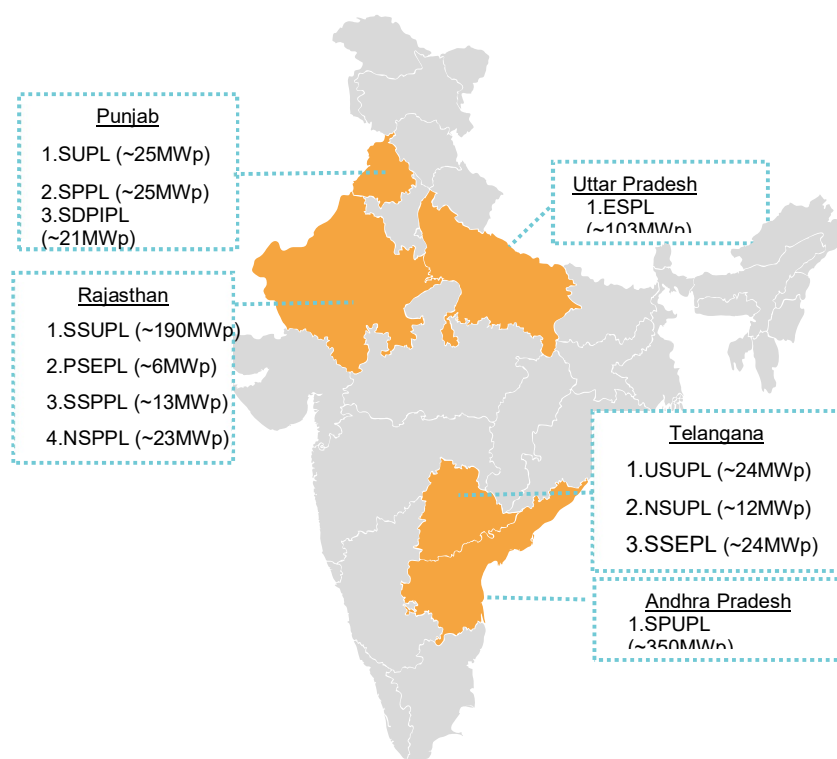 Punjab
1.SUPL (~25MWp)
2.SPPL (~25MWp)
3.SDPIPL
(~21MWp)
Uttar Pradesh
1.ESPL
(~103MWp)
Rajasthan
1.SSUPL (~190MWp)
2.PSEPL (~6MWp)
3.SSPPL (~13MWp)
4.NSPPL (~23MWp)
Telangana
1.USUPL (~24MWp)
2.NSUPL (~12MWp)
3.SSEPL (~24MWp)
Andhra Pradesh
1.SPUPL
(~350MWp)